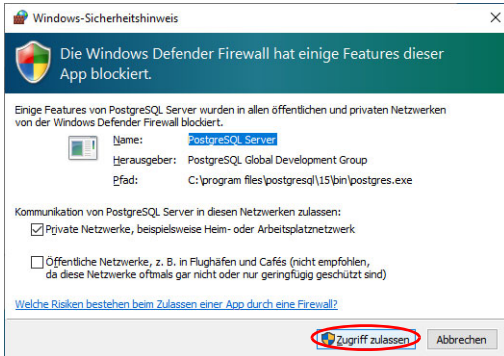 Windows-Sicherheitshinweis
Die Windows Defender Firewall hat einige Features dieser
App blockiert.
Einige Features von PostgreSQL Server wurden in allen öffentlichen und privaten Netzwerken
von der Windows Defender Firewall blockiert.
Name: PostgreSQL Server
Herausgeber: PostgreSQL Global Development Group
Pfad: C:\program files\postgresql\15\bin\postgres.exe
Kommunikation von PostgreSQL Server in diesen Netzwerken zulassen:
Private Netzwerke, beispielsweise Heim- oder Arbeitsplatznetzwerk
Öffentliche Netzwerke, z. B. in Flughäfen und Cafés (nicht empfohlen,
da diese Netzwerke oftmals gar nicht oder nur geringfügig geschützt sind)
Welche Risiken bestehen beim Zulassen einer App durch eine Firewall?
Zugriff zulassen Abbrechen